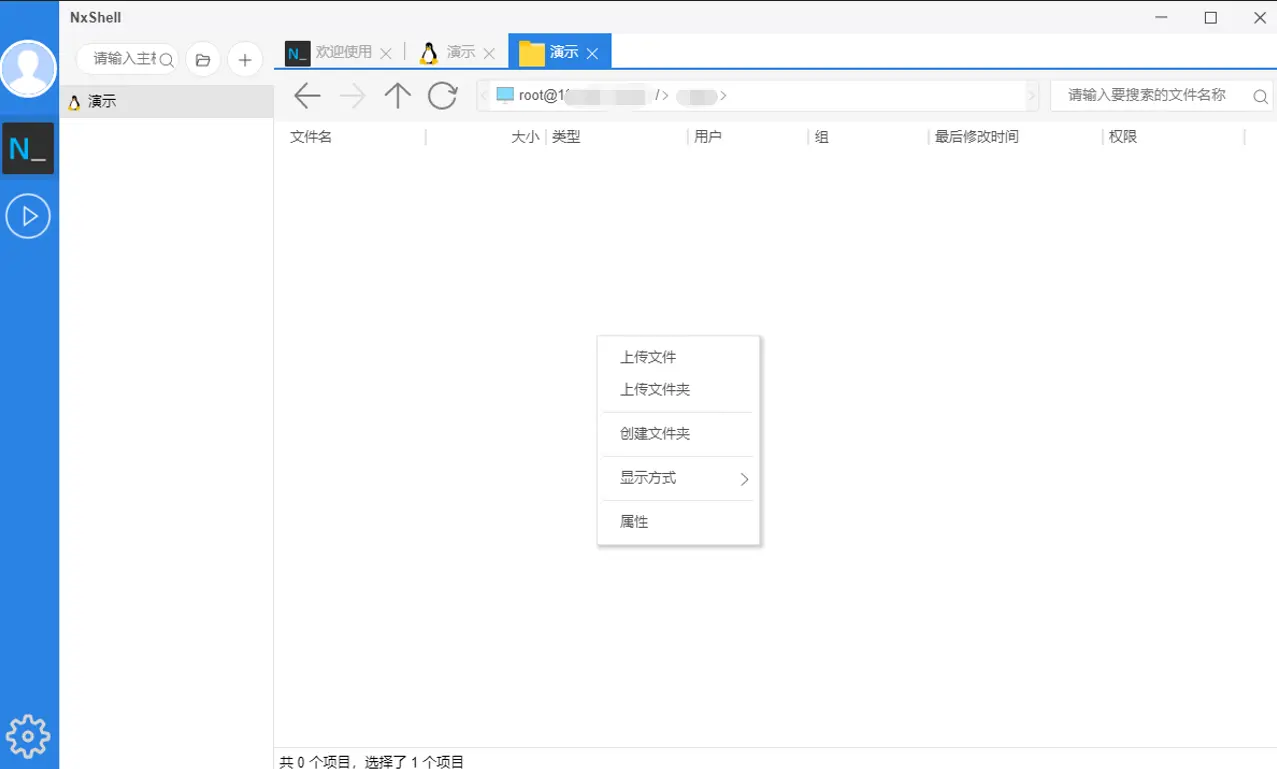 NxShell
请输入主
欢迎使用
演示
演示
演示
N_
root@1
/>
>
请输入要搜索的文件名称
文件名
大小
类型
用户
组
最后修改时间
权限
N_
上传文件
上传文件夹
创建文件夹
显示方式
属性
共 0 个项目，选择了 1 个项目